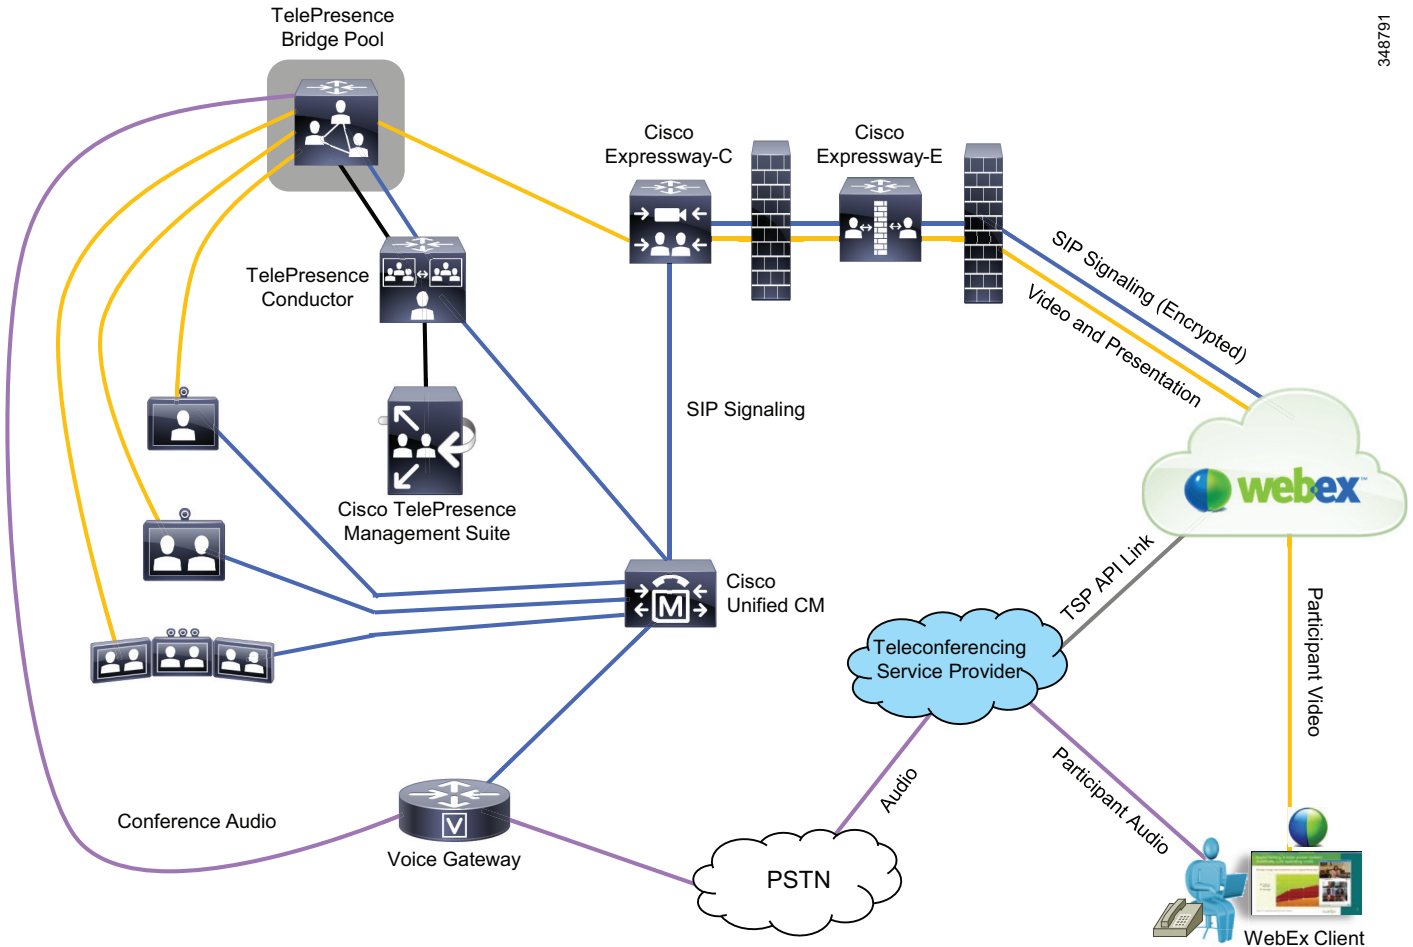 TelePresence
Bridge Pool
348791
Cisco
Expressway-C
Cisco
Expressway-E
TelePresence
Conductor
SIP Signaling (Encrypted)
Video and Presentation
SIP Signaling
webex
Cisco TelePresence
Management Suite
Cisco
Unified CM
M
TSP API Link
Teleconferencing
Service Provider
Participant Video
Conference Audio
V
Voice Gateway
Audio
Participant Audio
PSTN
WebEx Client